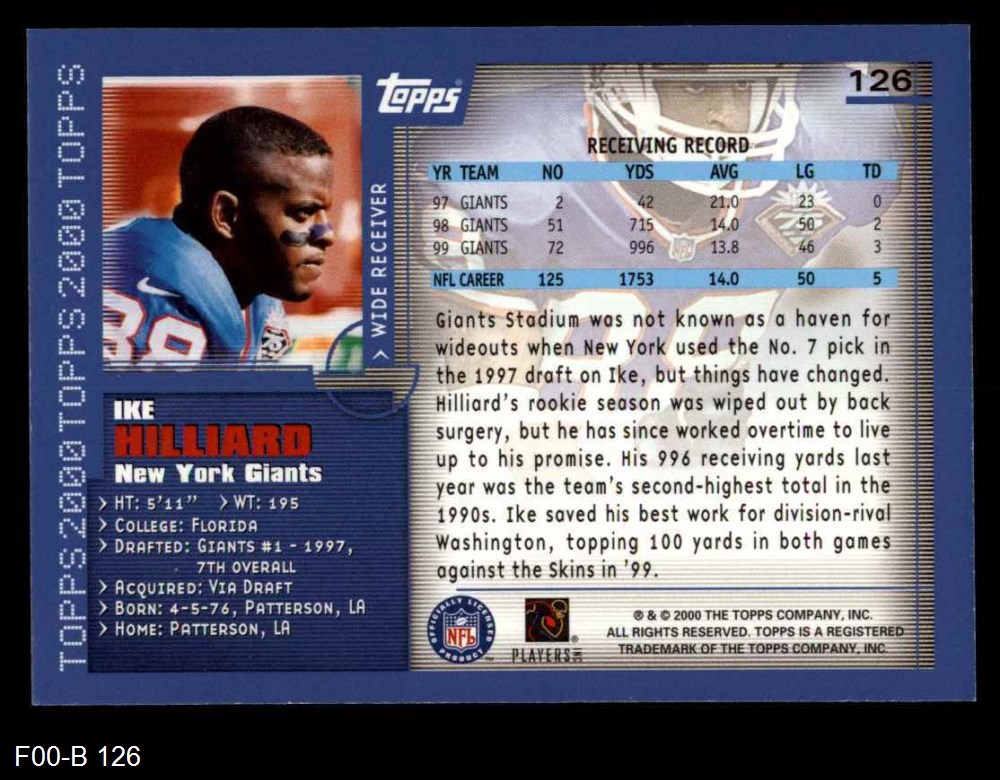 TOPPS2000TOPPS2000TOPPS
Topps
126
> WIDE RECEIVER
RECEIVING RECORD
YR TEAM NO YDS AVG LG TD
97 GIANTS 2 42 21.0 23 0
98 GIANTS 51 715 14.0 50 2
99 GIANTS 72 996 13.8 46 3
NFL CAREER 125 1753 14.0 50 5
Giants Stadium was not known as a haven for
wideouts when New York used the No. 7 pick in
the 1997 draft on Ike, but things have changed.
Hilliard's rookie season was wiped out by back
surgery, but he has since worked overtime to live
up to his promise. His 996 receiving yards last
year was the team's second-highest total in the
1990s. Ike saved his best work for division-rival
Washington, topping 100 yards in both games
against the Skins in '99.
IKE
HILLIARD
New York Giants
> HT: 5'11" > WT: 195
> COLLEGE: FLORIDA
> DRAFTED: GIANTS #1 - 1997,
7TH OVERALL
> ACQUIRED: VIA DRAFT
> BORN: 4-5-76, PATTERSON, LA
> HOME: PATTERSON, LA
OFFICIALLY LICENSED
NFL
PRODUCT
PLAYERS INC
® & © 2000 THE TOPPS COMPANY, INC.
ALL RIGHTS RESERVED. TOPPS IS A REGISTERED
TRADEMARK OF THE TOPPS COMPANY, INC.
F00-B 126